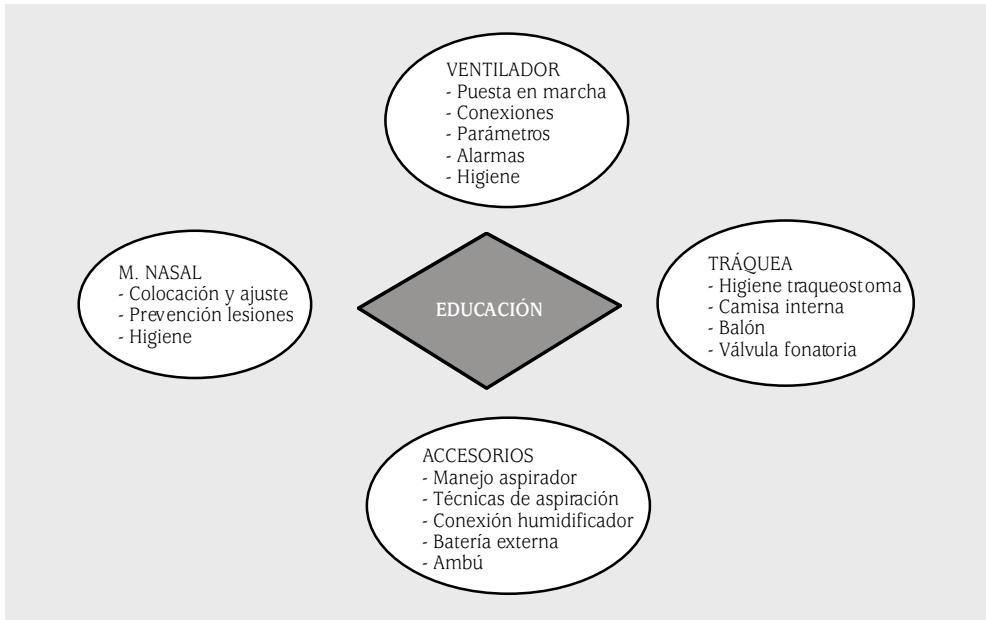 VENTILADOR
- Puesta en marcha
- Conexiones
- Parámetros
- Alarmas
- Higiene
M. NASAL
- Colocación y ajuste
- Prevención lesiones
- Higiene
EDUCACIÓN
TRÁQUEA
- Higiene traqueostoma
- Camisa interna
- Balón
- Válvula fonatoria
ACCESORIOS
- Manejo aspirador
- Técnicas de aspiración
- Conexión humidificador
- Batería externa
- Ambú